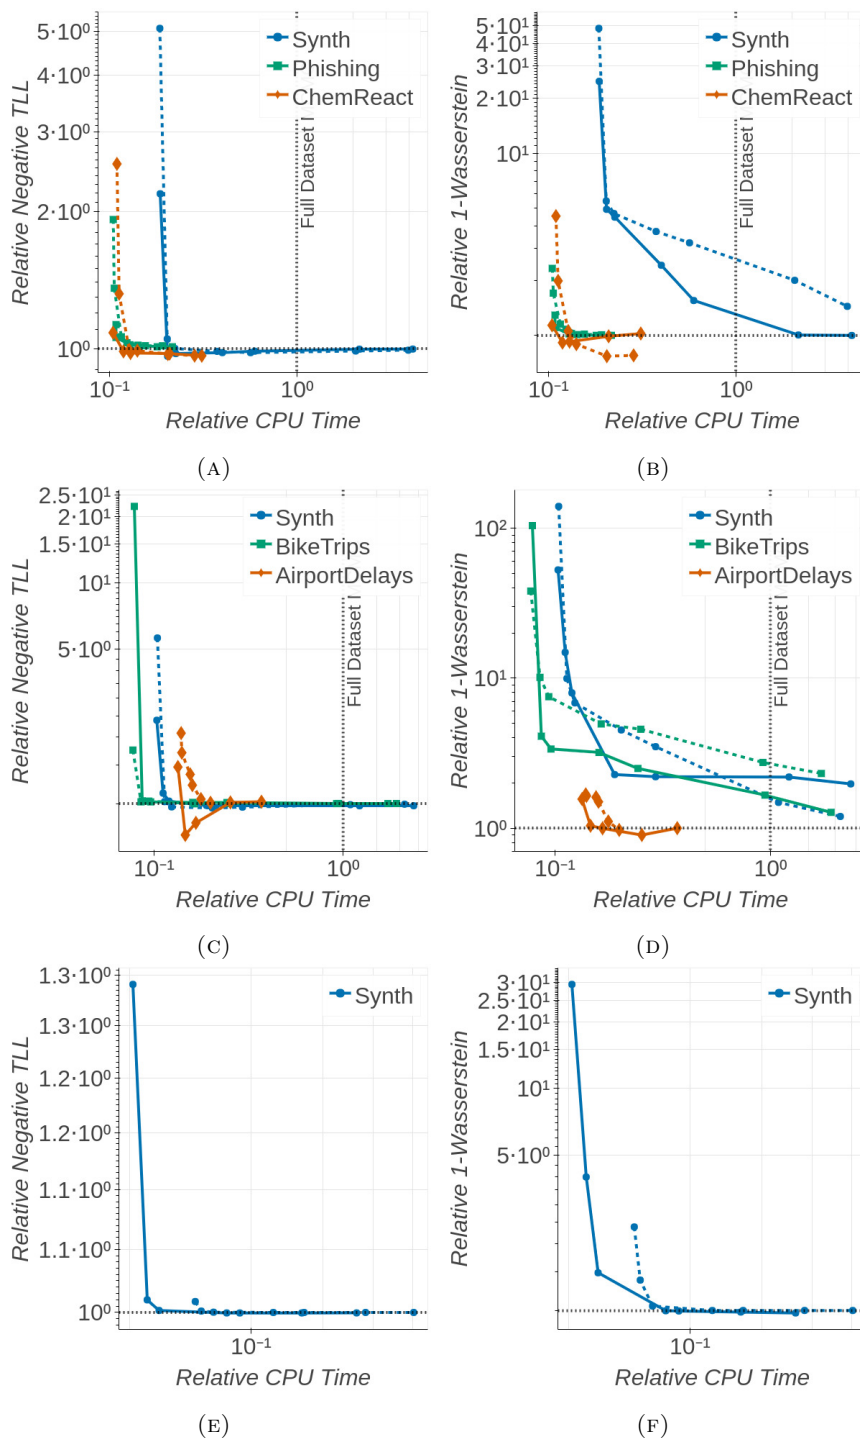 5·10⁰
4·10⁰
3·10⁰
2·10⁰
10⁰
Relative Negative TLL
Synth
Phishing
ChemReact
Full Dataset
10⁻¹
10⁰
Relative CPU Time
(A)
5·10¹
4·10¹
3·10¹
2·10¹
10¹
Relative 1-Wasserstein
Synth
Phishing
ChemReact
Full Dataset
10⁻¹
10⁰
Relative CPU Time
(B)
2.5·10¹
2·10¹
1.5·10¹
10¹
5·10⁰
Relative Negative TLL
Synth
BikeTrips
AirportDelays
Full Dataset
10⁻¹
10⁰
Relative CPU Time
(C)
10²
10¹
10⁰
Relative 1-Wasserstein
Synth
BikeTrips
AirportDelays
Full Dataset
10⁻¹
10⁰
Relative CPU Time
(D)
1.3·10⁰
1.3·10⁰
1.2·10⁰
1.2·10⁰
1.1·10⁰
1.1·10⁰
10⁰
Relative Negative TLL
Synth
10⁻¹
Relative CPU Time
(E)
3·10¹
2.5·10¹
2·10¹
1.5·10¹
10¹
5·10⁰
Relative 1-Wasserstein
Synth
10⁻¹
Relative CPU Time
(F)